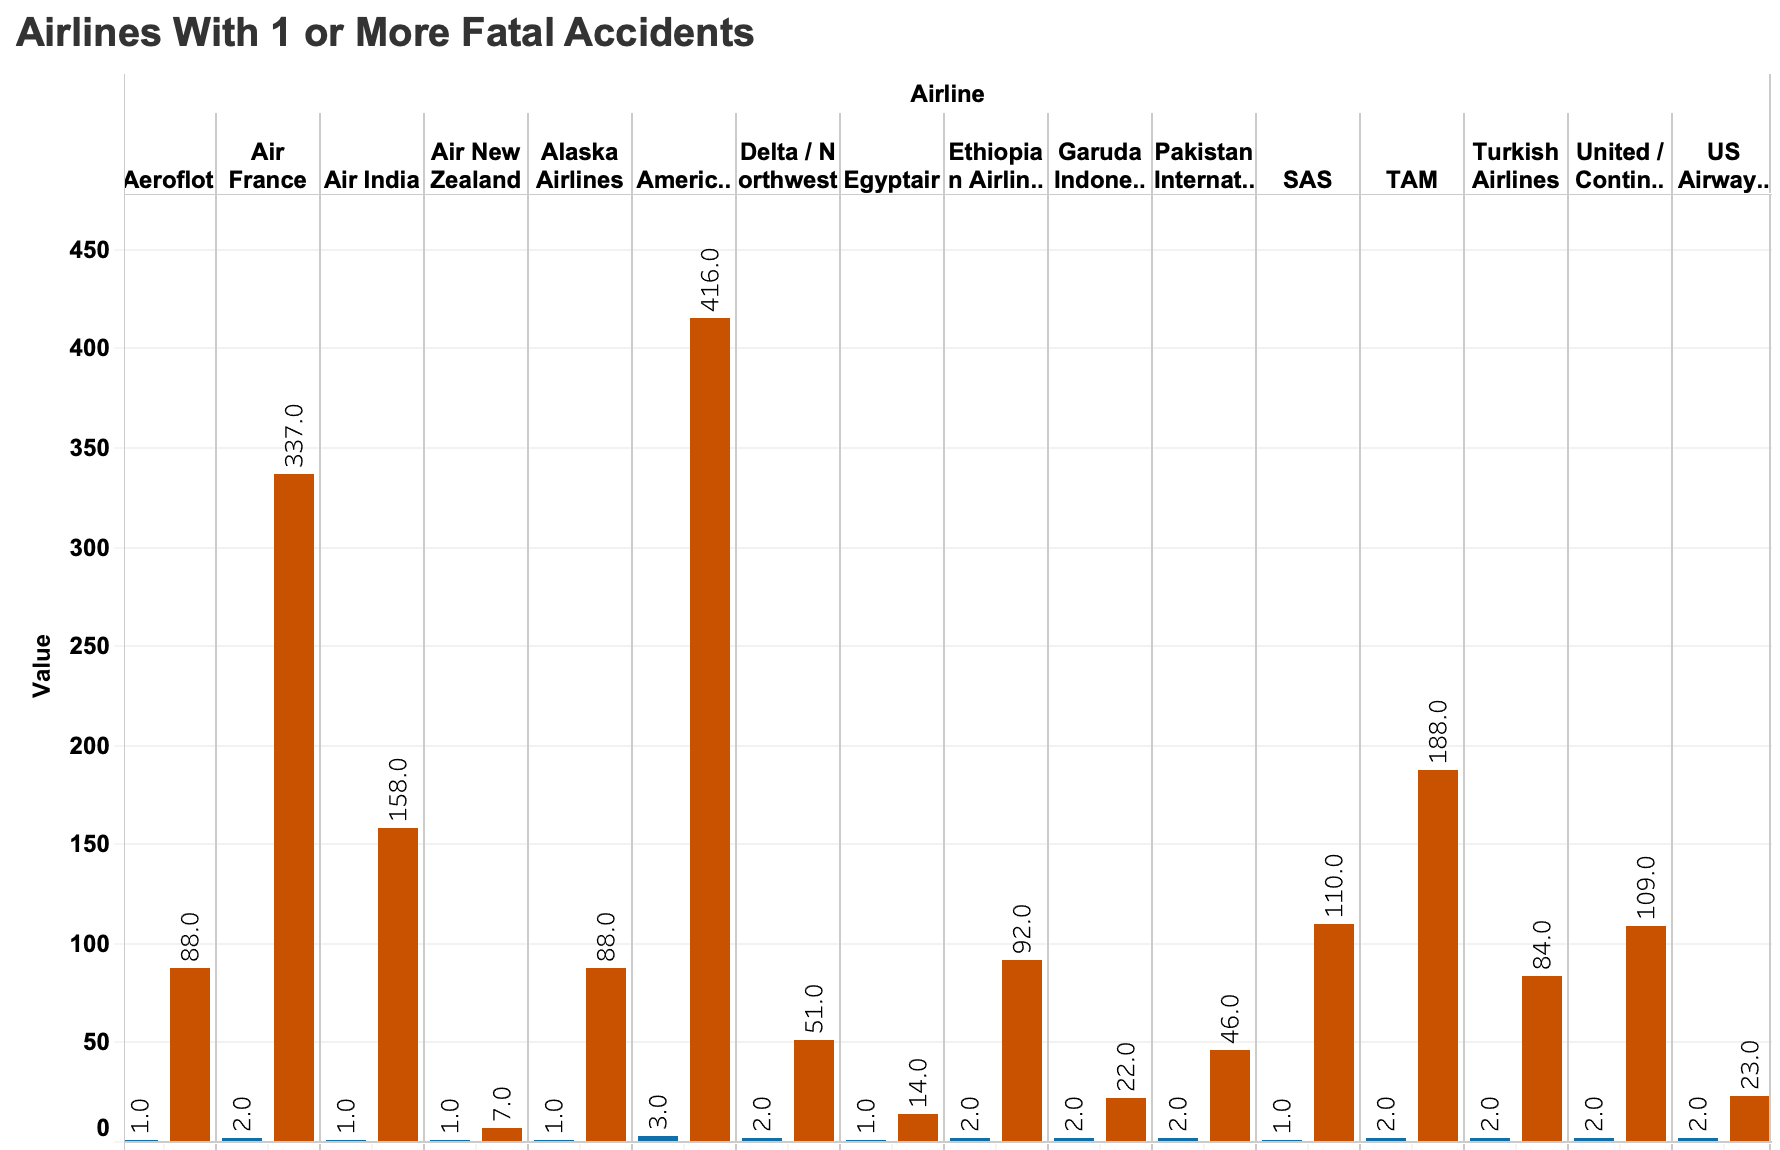 Airlines With 1 or More Fatal Accidents
Airline
Aeroflot
Air
France
Air India
Air New
Zealand
Alaska
Airlines
Americ..
Delta / N
orthwest
Egyptair
Ethiopia
n Airlin..
Garuda
Indone..
Pakistan
Internat..
SAS
TAM
Turkish
Airlines
United /
Contin..
US
Airway..
Value
450
400
350
300
250
200
150
100
50
0
1.0
88.0
2.0
337.0
1.0
158.0
1.0
7.0
1.0
88.0
3.0
416.0
2.0
51.0
1.0
14.0
2.0
92.0
2.0
22.0
2.0
46.0
1.0
110.0
2.0
188.0
2.0
84.0
2.0
109.0
2.0
23.0